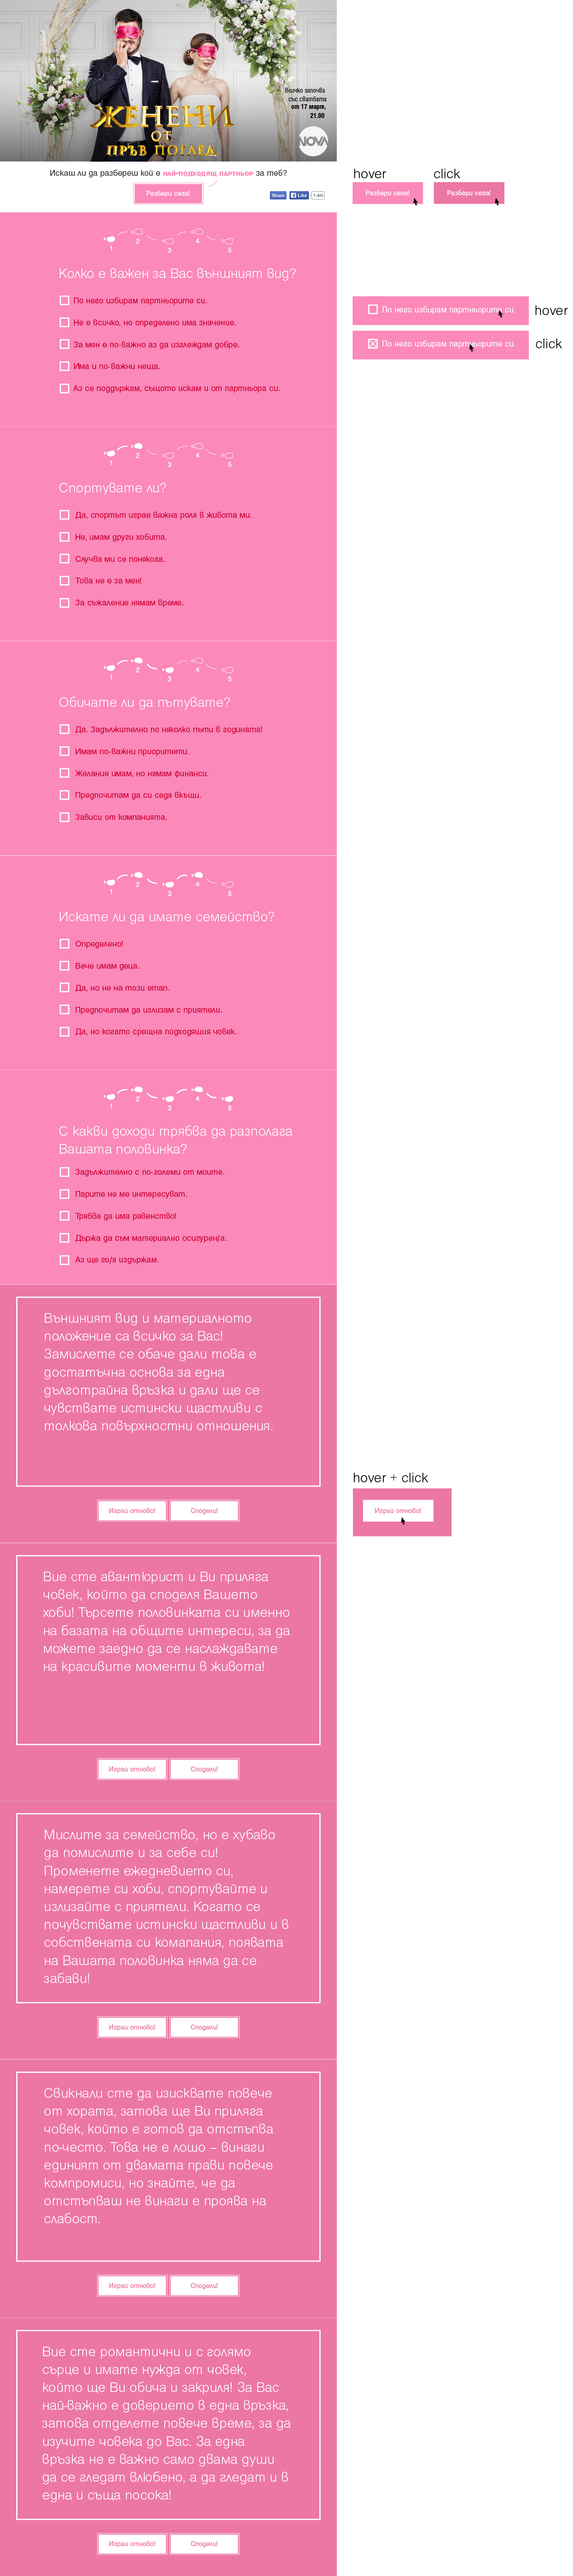 Всичко започва
със сватбата
от 17 март,
21.00
ЖЕНЕНИ
ОТ
ПРЪВ ПОГЛЕД
NOVA
Искаш ли да разбереш кой е НАЙ-ПОДХОДЯЩ ПАРТНЬОР за теб?
Разбери сега!
Share Like 1.4m
hover click
Разбери сега! Разбери сега!
1 2 3 4 5
Колко е важен за Вас външният вид?
По него избирам партньорите си.
Не е всичко, но определено има значение.
За мен е по-важно аз да изглеждам добре.
Има и по-важни неща.
Аз се поддържам, същото искам и от партньора си.
По него избирам партньорите си. hover
По него избирам партньорите си. click
1 2 3 4 5
Спортувате ли?
Да, спортът играе важна роля в живота ми.
Не, имам други хобита.
Случва ми се понякога.
Това не е за мен!
За съжаление нямам време.
1 2 3 4 5
Обичате ли да пътувате?
Да. Задължително по няколко пъти в годината!
Имам по-важни приоритети.
Желание имам, но нямам финанси.
Предпочитам да си седя вкъщи.
Зависи от компанията.
1 2 3 4 5
Искате ли да имате семейство?
Определено!
Вече имам деца.
Да, но не на този етап.
Предпочитам да излизам с приятели.
Да, но когато срещна подходящия човек.
1 2 3 4 5
С какви доходи трябва да разполага
Вашата половинка?
Задължително с по-големи от моите.
Парите не ме интересуват.
Трябва да има равенство!
Държа да съм материално осигурен/а.
Аз ще го/я издържам.
Външният вид и материалното
положение са всичко за Вас!
Замислете се обаче дали това е
достатъчна основа за една
дълготрайна връзка и дали ще се
чувствате истински щастливи с
толкова повърхностни отношения.
Играй отново! Сподели!
hover + click
Играй отново!
Вие сте авантюрист и Ви приляга
човек, който да споделя Вашето
хоби! Търсете половинката си именно
на базата на общите интереси, за да
можете заедно да се наслаждавате
на красивите моменти в живота!
Играй отново! Сподели!
Мислите за семейство, но е хубаво
да помислите и за себе си!
Променете ежедневието си,
намерете си хоби, спортувайте и
излизайте с приятели. Когато се
почувствате истински щастливи и в
собствената си комапания, появата
на Вашата половинка няма да се
забави!
Играй отново! Сподели!
Свикнали сте да изисквате повече
от хората, затова ще Ви приляга
човек, който е готов да отстъпва
по-често. Това не е лошо – винаги
единият от двамата прави повече
компромиси, но знайте, че да
отстъпваш не винаги е проява на
слабост.
Играй отново! Сподели!
Вие сте романтични и с голямо
сърце и имате нужда от човек,
който ще Ви обича и закриля! За Вас
най-важно е доверието в една връзка,
затова отделете повече време, за да
изучите човека до Вас. За една
връзка не е важно само двама души
да се гледат влюбено, а да гледат и в
една и съща посока!
Играй отново! Сподели!